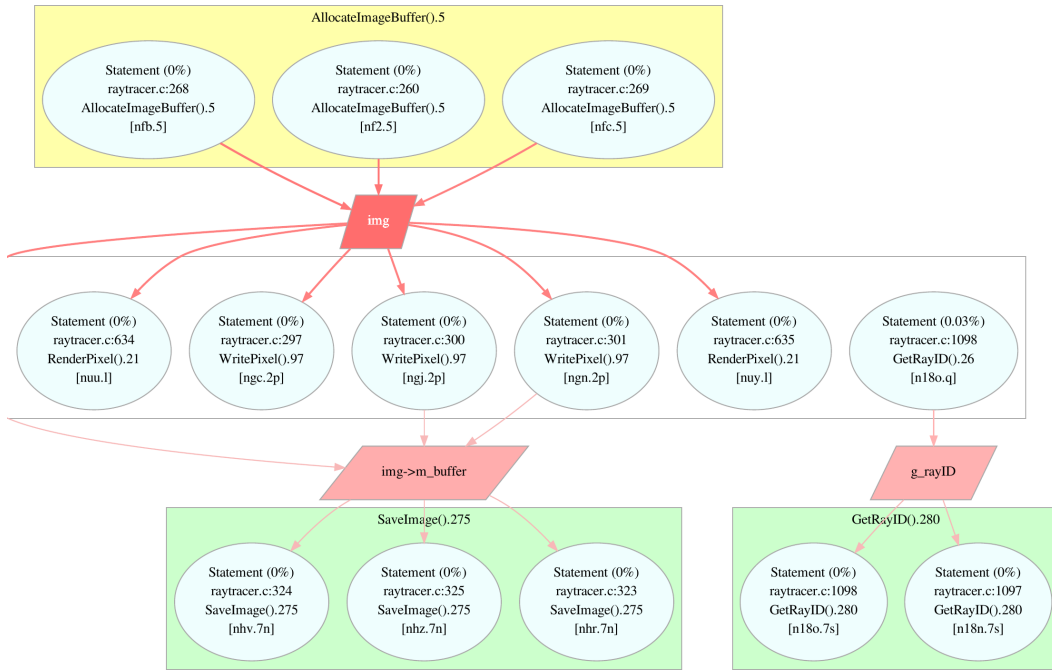 AllocateImageBuffer().5
Statement (0%)
raytracer.c:268
AllocateImageBuffer().5
[nfb.5]
Statement (0%)
raytracer.c:260
AllocateImageBuffer().5
[nf2.5]
Statement (0%)
raytracer.c:269
AllocateImageBuffer().5
[nfc.5]
img
Statement (0%)
raytracer.c:634
RenderPixel().21
[nuu.l]
Statement (0%)
raytracer.c:297
WritePixel().97
[ngc.2p]
Statement (0%)
raytracer.c:300
WritePixel().97
[ngj.2p]
Statement (0%)
raytracer.c:301
WritePixel().97
[ngn.2p]
Statement (0%)
raytracer.c:635
RenderPixel().21
[nuy.l]
Statement (0.03%)
raytracer.c:1098
GetRayID().26
[n18o.q]
img->m_buffer
g_rayID
SaveImage().275
Statement (0%)
raytracer.c:324
SaveImage().275
[nhv.7n]
Statement (0%)
raytracer.c:325
SaveImage().275
[nhz.7n]
Statement (0%)
raytracer.c:323
SaveImage().275
[nhr.7n]
GetRayID().280
Statement (0%)
raytracer.c:1098
GetRayID().280
[n18o.7s]
Statement (0%)
raytracer.c:1097
GetRayID().280
[n18n.7s]